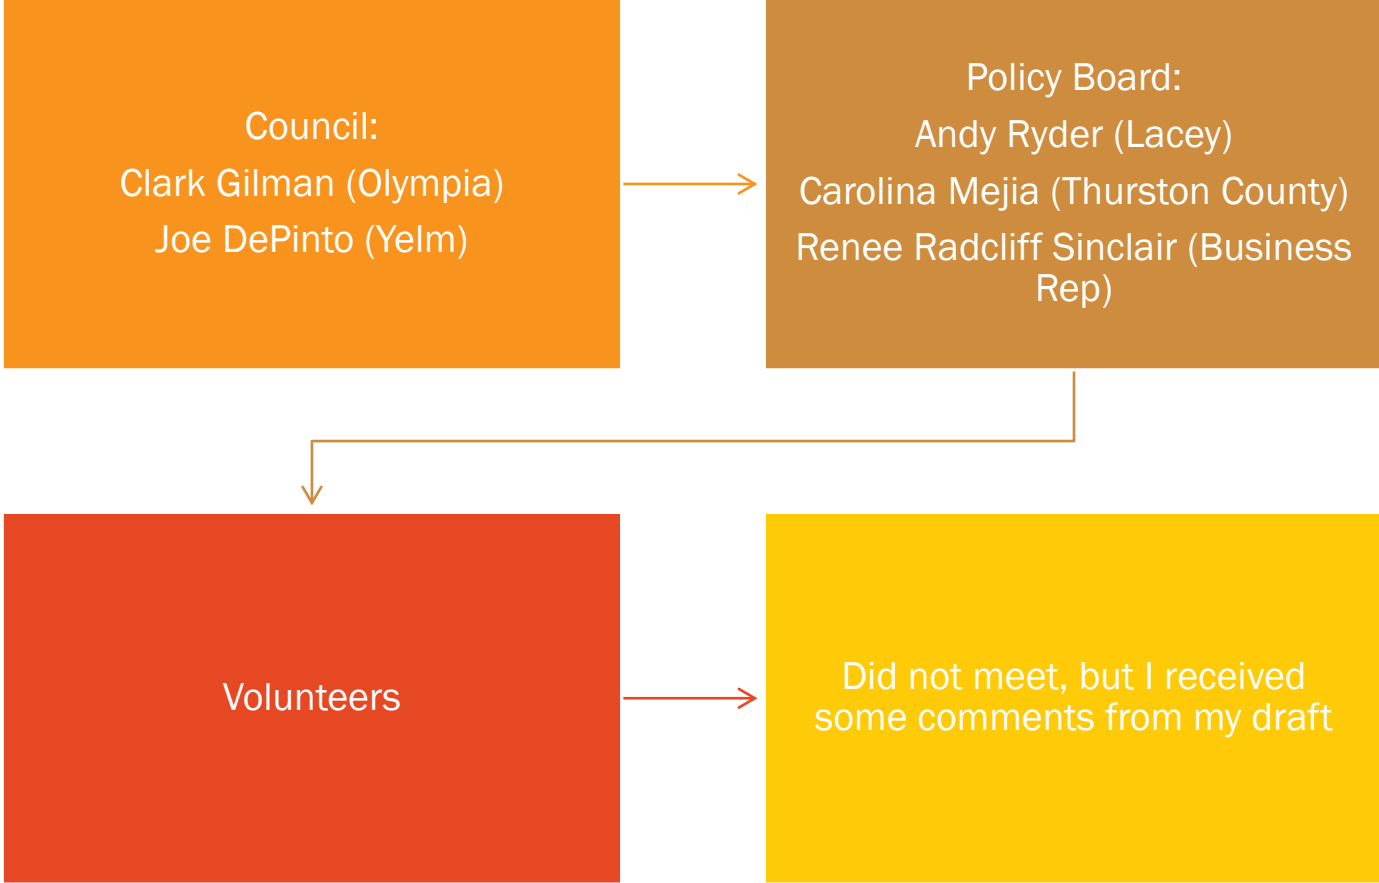 Council:
Clark Gilman (Olympia)
Joe DePinto (Yelm)
Policy Board:
Andy Ryder (Lacey)
Carolina Mejia (Thurston County)
Renee Radcliff Sinclair (Business
Rep)
Volunteers
Did not meet, but I received
some comments from my draft